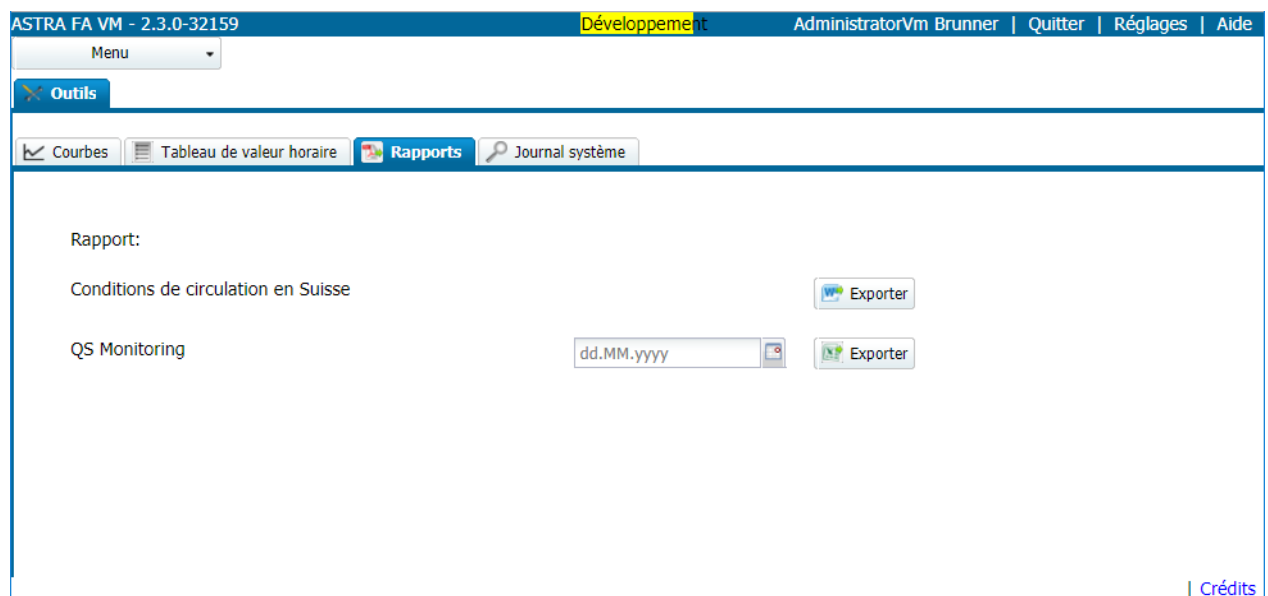 ASTRA FA VM - 2.3.0-32159 Développement AdministratorVm Brunner | Quitter | Réglages | Aide
Menu
Outils
Courbes Tableau de valeur horaire Rapports Journal système
Rapport:
Conditions de circulation en Suisse Exporter
QS Monitoring dd.MM.yyyy Exporter
| Crédits